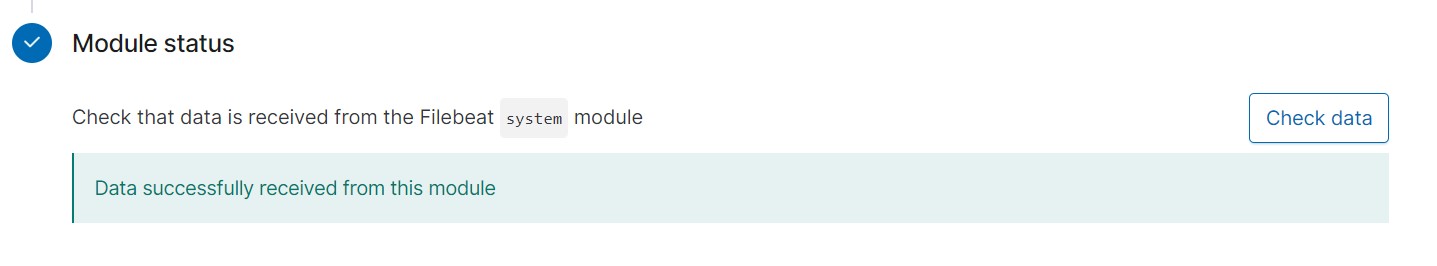 Module status
Check that data is received from the Filebeat system module
Check data
Data successfully received from this module